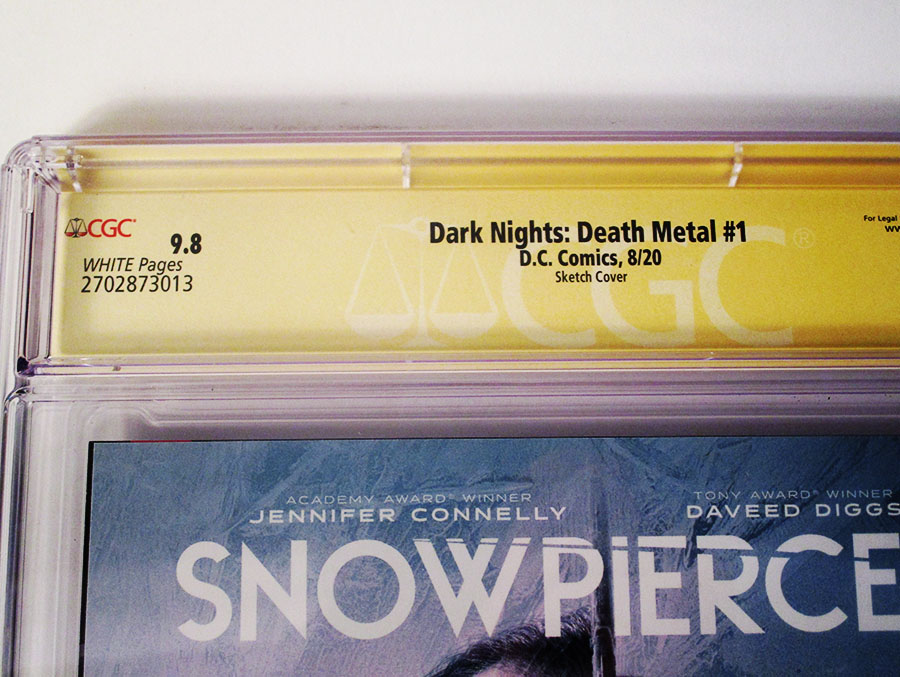 CGC
9.8
WHITE Pages
2702873013
Dark Nights: Death Metal #1
D.C. Comics, 8/20
Sketch Cover
CGC®
For Legal
ww
ACADEMY AWARD® WINNER
JENNIFER CONNELLY
TONY AWARD® WINNER
DAVEED DIGGS
SNOWPIERCE